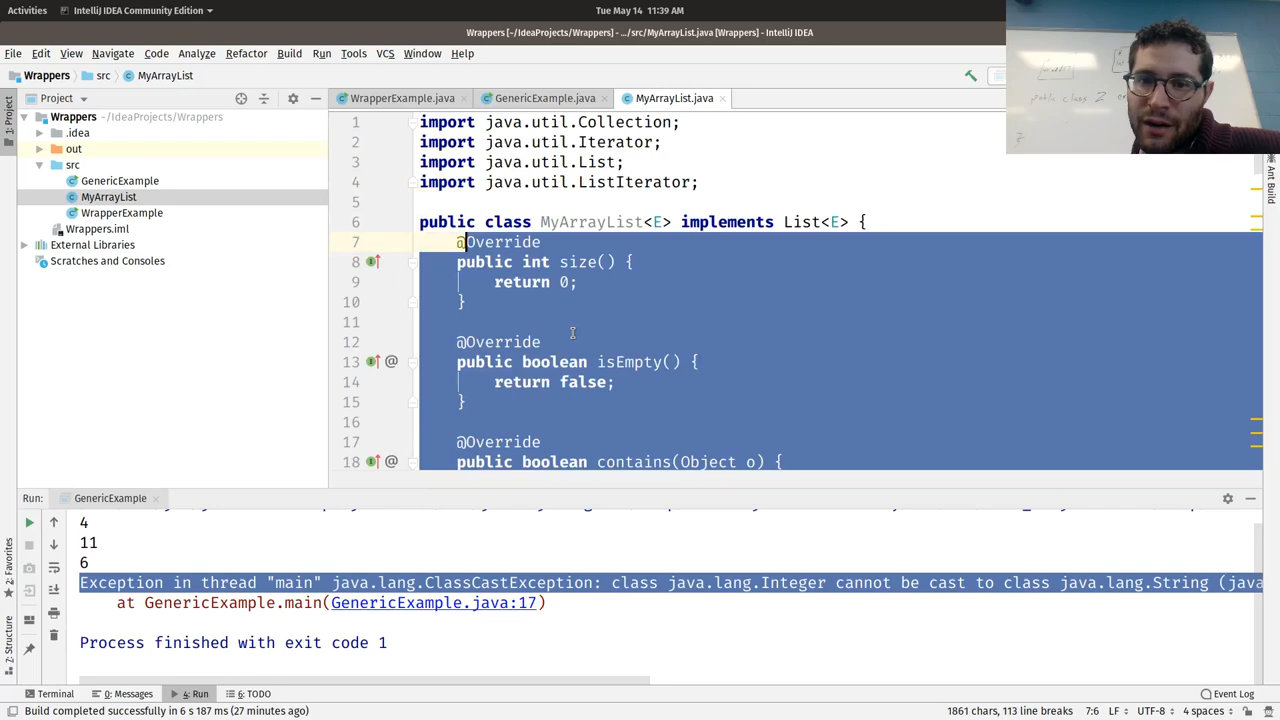 Activities
IntelliJ IDEA Community Edition
Tue May 14 11:39 AM
Wrappers [~/IdeaProjects/Wrappers] - .../src/MyArrayList.java [Wrappers] - IntelliJ IDEA
File Edit View Navigate Code Analyze Refactor Build Run Tools VCS Window Help
Wrappers src MyArrayList
Project
WrapperExample.java GenericExample.java MyArrayList.java
1: Project
Wrappers ~/IdeaProjects/Wrappers
.idea
out
src
GenericExample
MyArrayList
WrapperExample
Wrappers.iml
External Libraries
Scratches and Consoles
1 import java.util.Collection;
2 import java.util.Iterator;
3 import java.util.List;
4 import java.util.ListIterator;
5
6 public class MyArrayList<E> implements List<E> {
7 @Override
8 public int size() {
9 return 0;
10 }
11
12 @Override
13 public boolean isEmpty() {
14 return false;
15 }
16
17 @Override
18 public boolean contains(Object o) {
public class Z
Ant Build
Run: GenericExample
4
11
6
Exception in thread "main" java.lang.ClassCastException: class java.lang.Integer cannot be cast to class java.lang.String (java
at GenericExample.main(GenericExample.java:17)
Process finished with exit code 1
2: Favorites
7: Structure
Terminal 0: Messages 4: Run 6: TODO
Event Log
Build completed successfully in 6 s 187 ms (27 minutes ago)
1861 chars, 113 line breaks 7:6 LF UTF-8 4 spaces